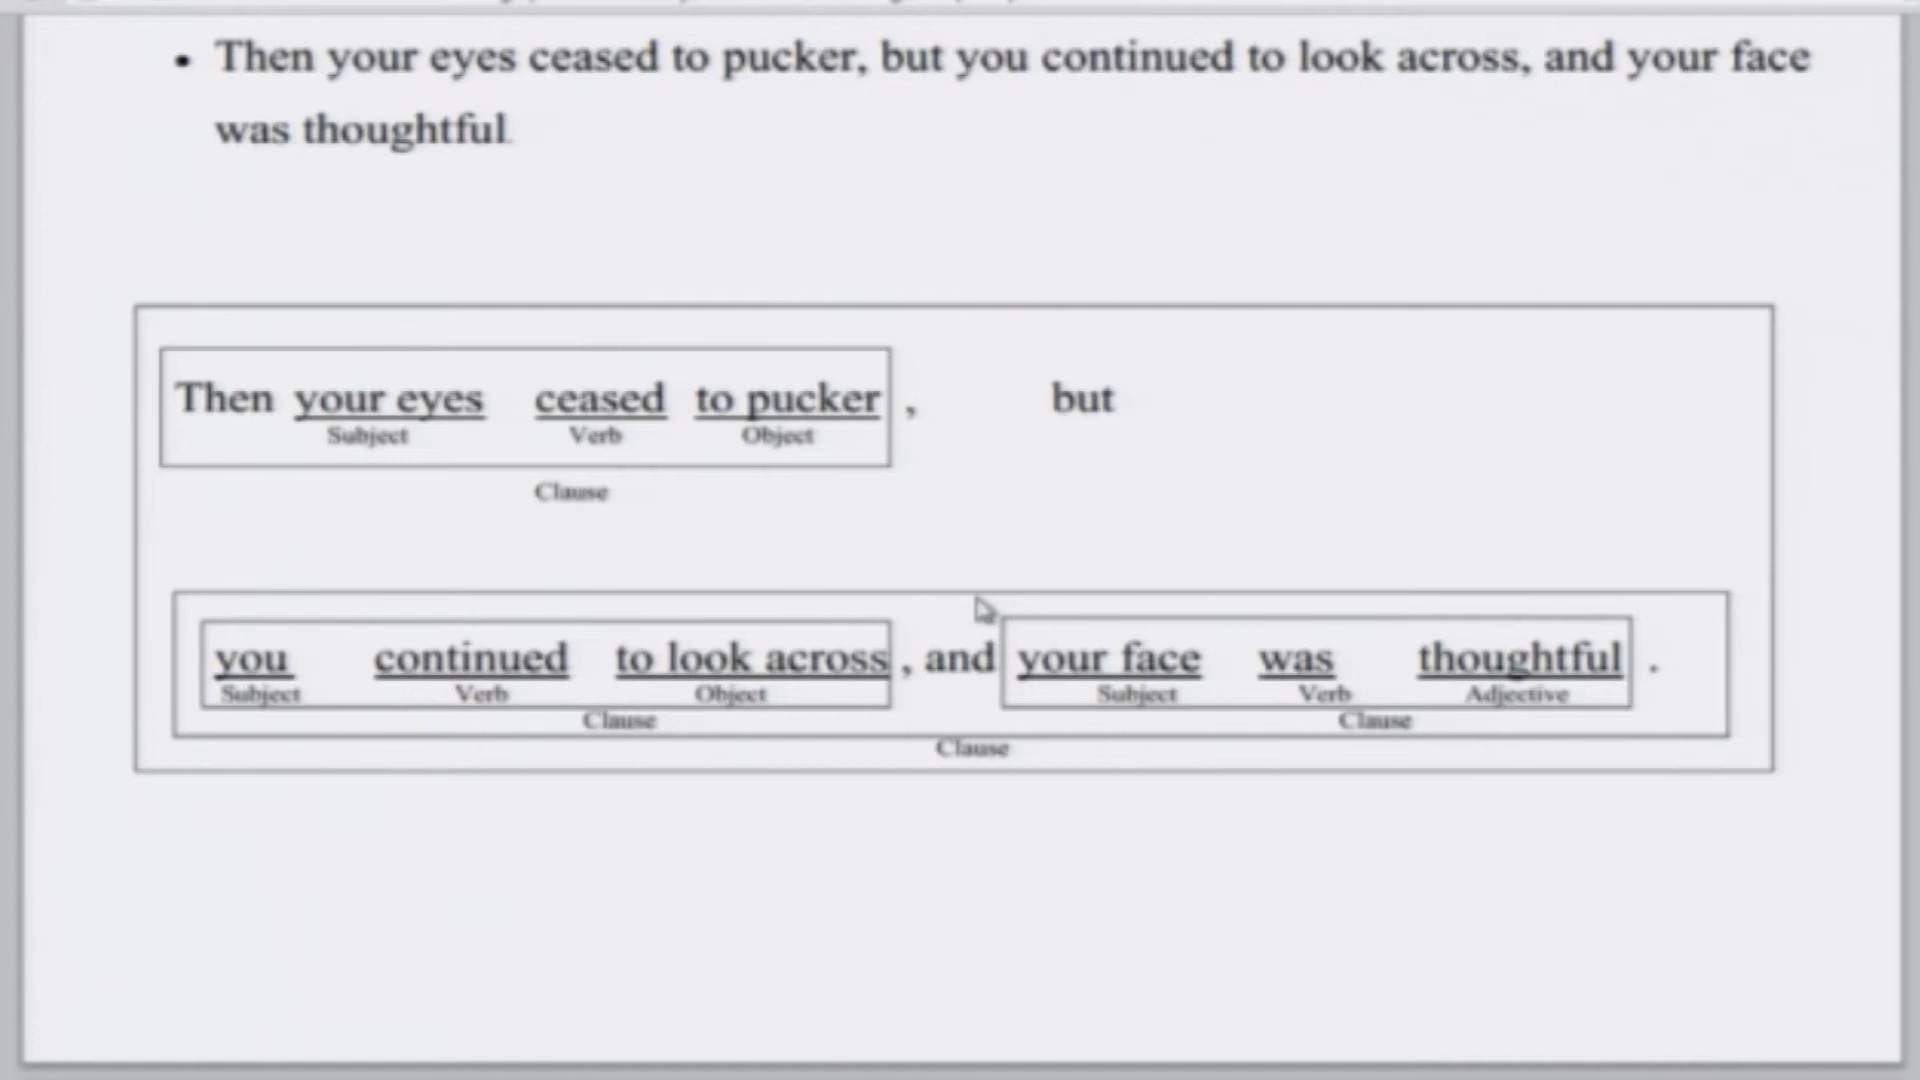 • Then your eyes ceased to pucker, but you continued to look across, and your face
was thoughtful.
Then your eyes ceased to pucker , but
Subject Verb Object
Clause
you continued to look across , and your face was thoughtful .
Subject Verb Object Subject Verb Adjective
Clause Clause
Clause